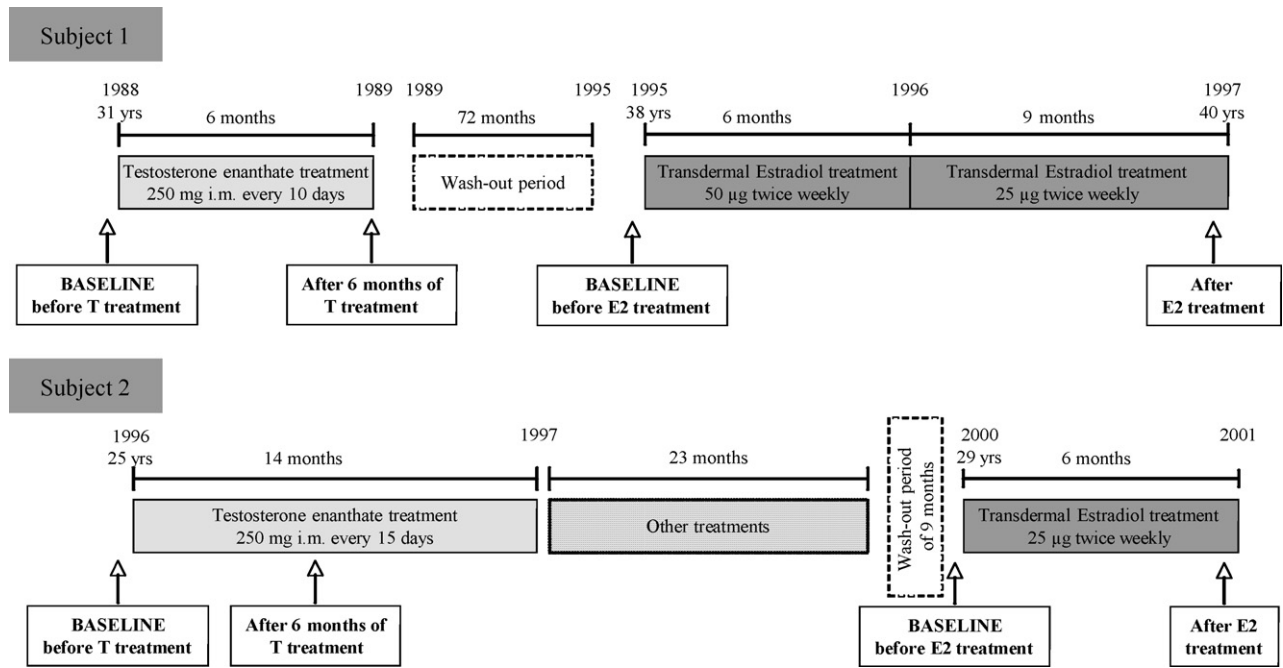 Subject 1
1988
31 yrs
6 months
1989
1989
72 months
1995
1995
38 yrs
6 months
1996
9 months
1997
40 yrs
Testosterone enanthate treatment
250 mg i.m. every 10 days
Wash-out period
Transdermal Estradiol treatment
50 µg twice weekly
Transdermal Estradiol treatment
25 µg twice weekly
BASELINE
before T treatment
After 6 months of
T treatment
BASELINE
before E2 treatment
After
E2 treatment
Subject 2
1996
25 yrs
14 months
1997
23 months
Wash-out period
of 9 months
2000
29 yrs
6 months
2001
Testosterone enanthate treatment
250 mg i.m. every 15 days
Other treatments
Transdermal Estradiol treatment
25 µg twice weekly
BASELINE
before T treatment
After 6 months of
T treatment
BASELINE
before E2 treatment
After E2
treatment